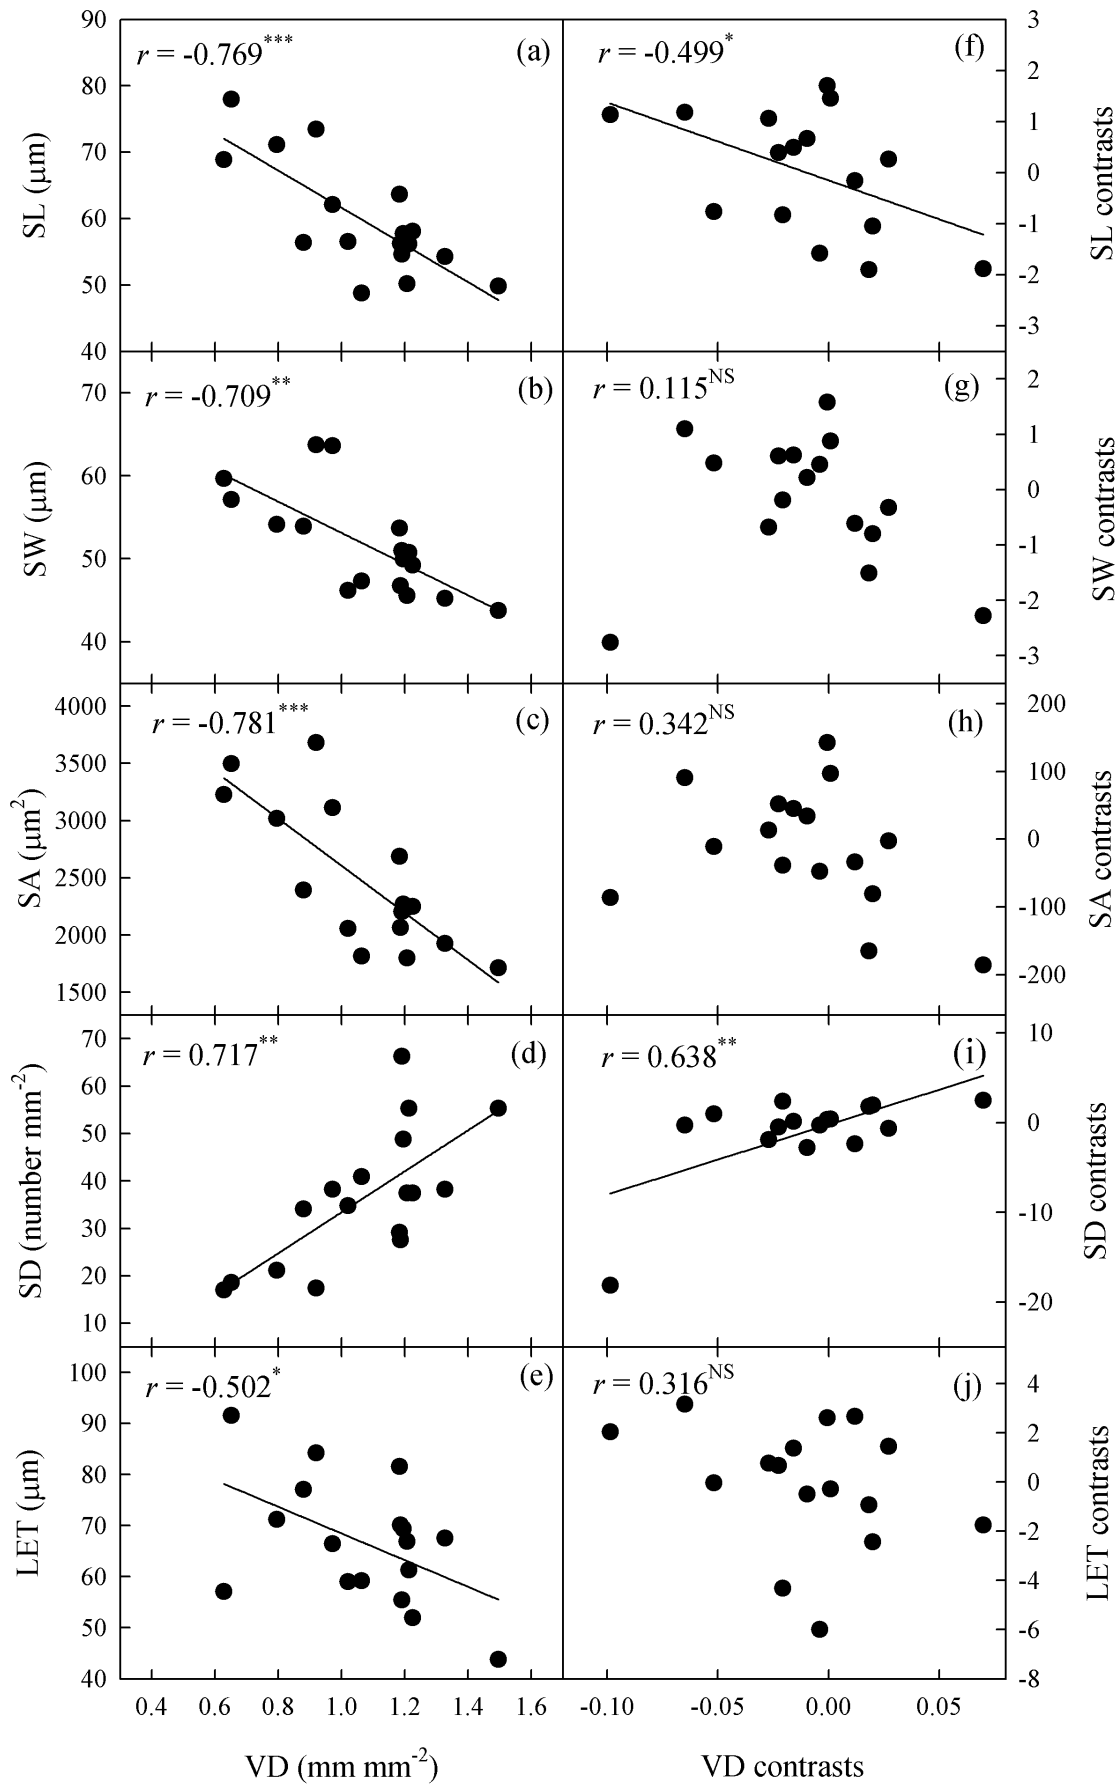 90
80
70
60
50
40
SL (μm)
r = -0.769***
(a)
r = -0.499*
(f)
3
2
1
0
-1
-2
-3
SL contrasts
70
60
50
40
SW (μm)
r = -0.709**
(b)
r = 0.115NS
(g)
2
1
0
-1
-2
-3
SW contrasts
4000
3500
3000
2500
2000
1500
SA (μm2)
r = -0.781***
(c)
r = 0.342NS
(h)
200
100
0
-100
-200
SA contrasts
70
60
50
40
30
20
10
SD (number mm-2)
r = 0.717**
(d)
r = 0.638**
(i)
10
0
-10
-20
SD contrasts
100
90
80
70
60
50
40
LET (μm)
r = -0.502*
(e)
r = 0.316NS
(j)
4
2
0
-2
-4
-6
-8
LET contrasts
0.4 0.6 0.8 1.0 1.2 1.4 1.6
-0.10 -0.05 0.00 0.05
VD (mm mm-2)
VD contrasts